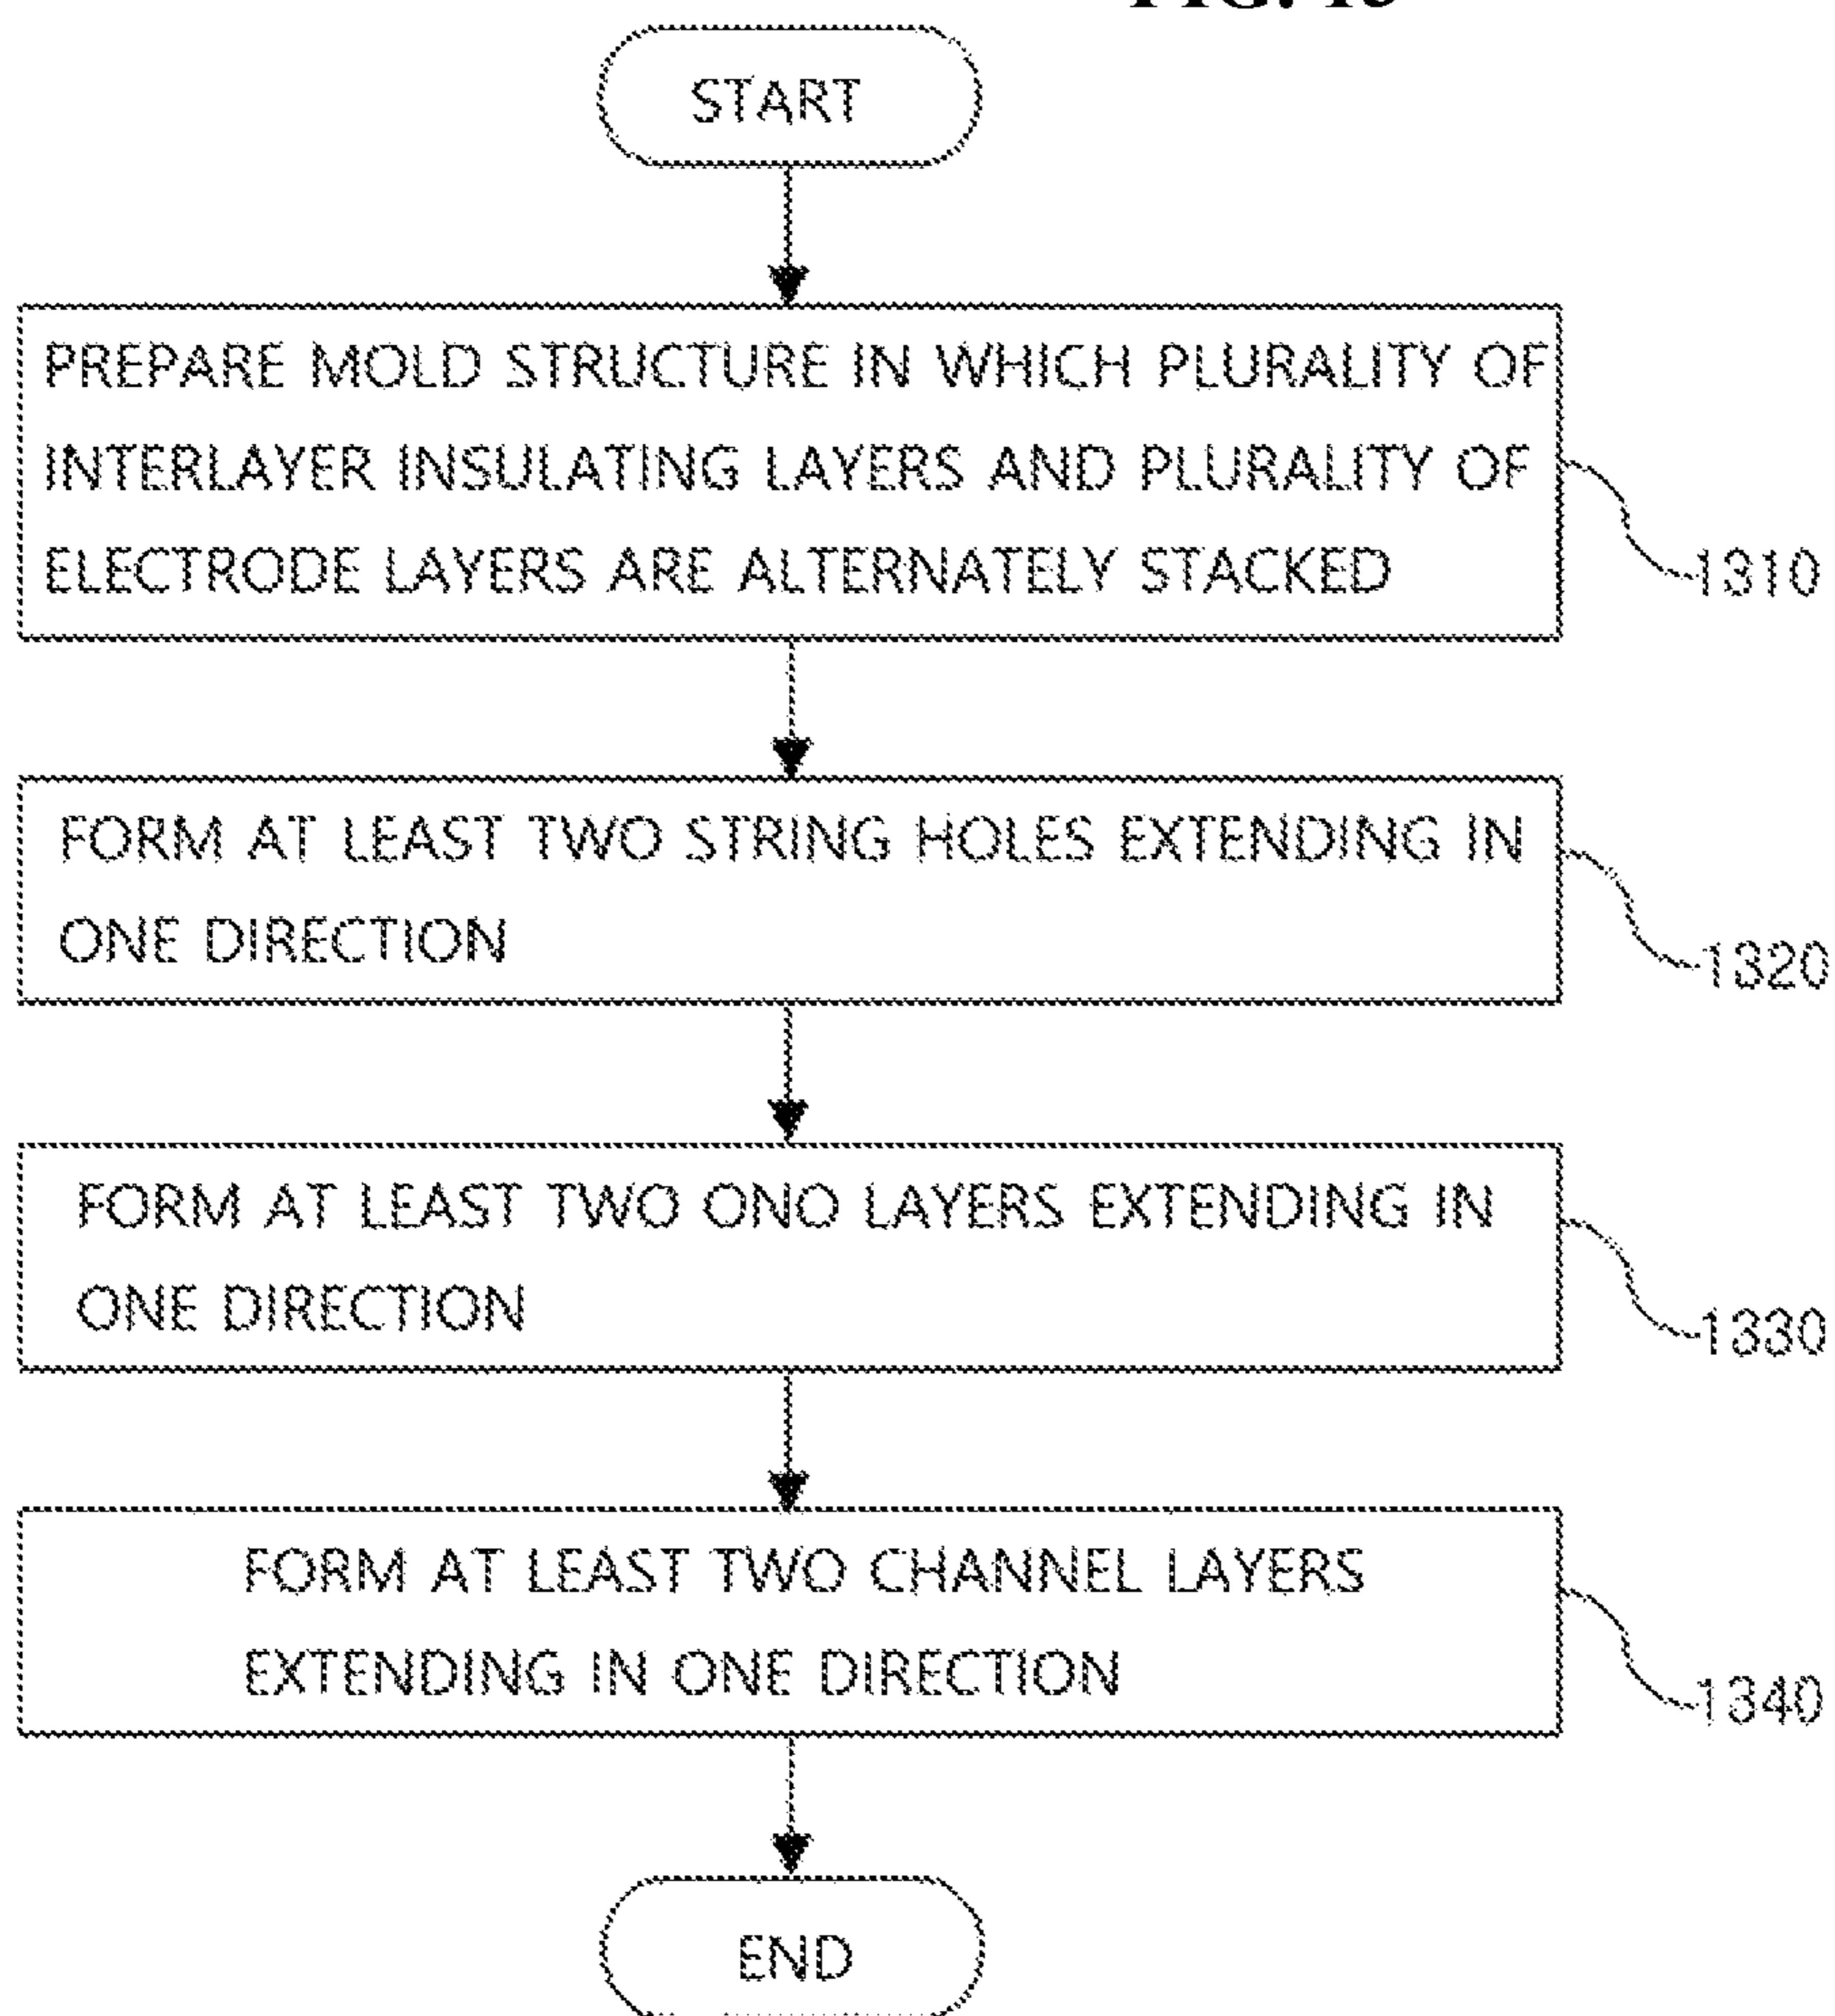 START
PREPARE MOLD STRUCTURE IN WHICH PLURALITY OF
INTERLAYER INSULATING LAYERS AND PLURALITY OF
ELECTRODE LAYERS ARE ALTERNATELY STACKED
1310
FORM AT LEAST TWO STRING HOLES EXTENDING IN
ONE DIRECTION
1320
FORM AT LEAST TWO ONO LAYERS EXTENDING IN
ONE DIRECTION
1330
FORM AT LEAST TWO CHANNEL LAYERS
EXTENDING IN ONE DIRECTION
1340
END